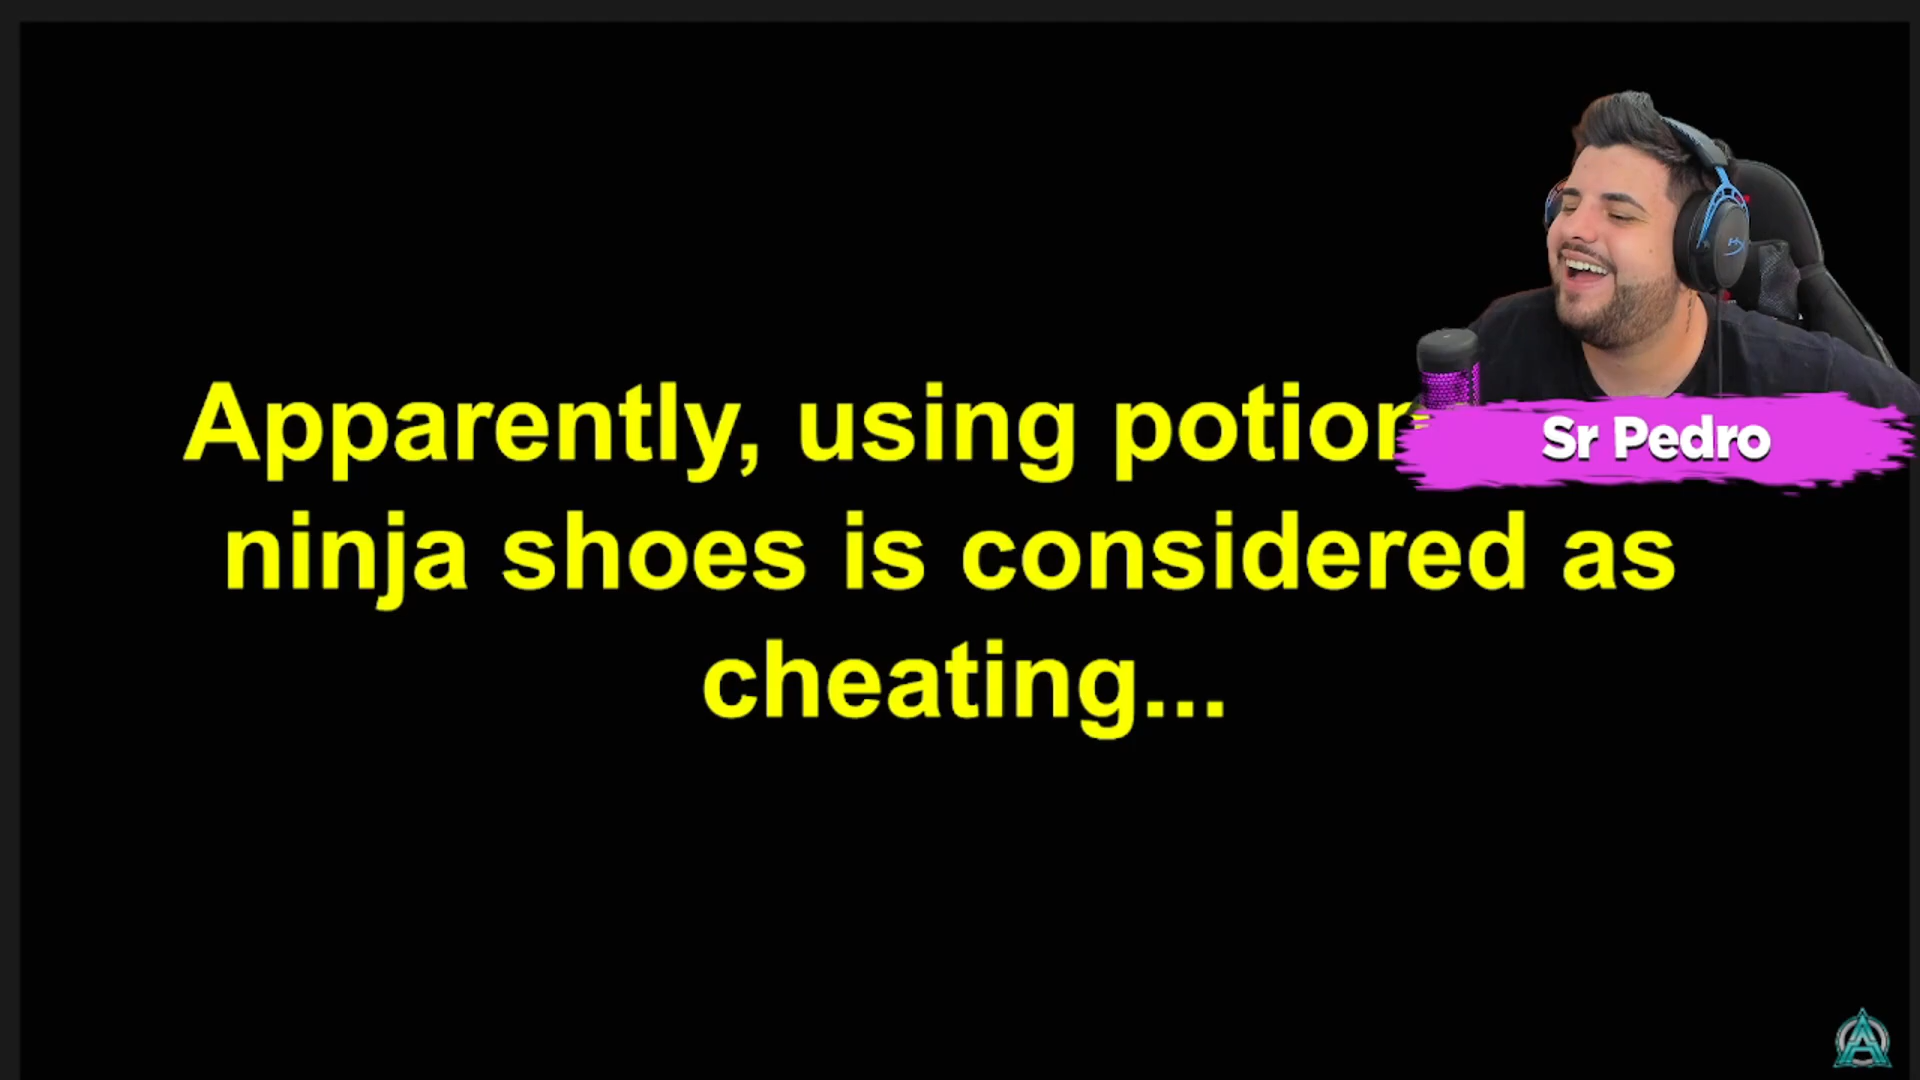 Apparently, using potion
ninja shoes is considered as
cheating...
Sr Pedro